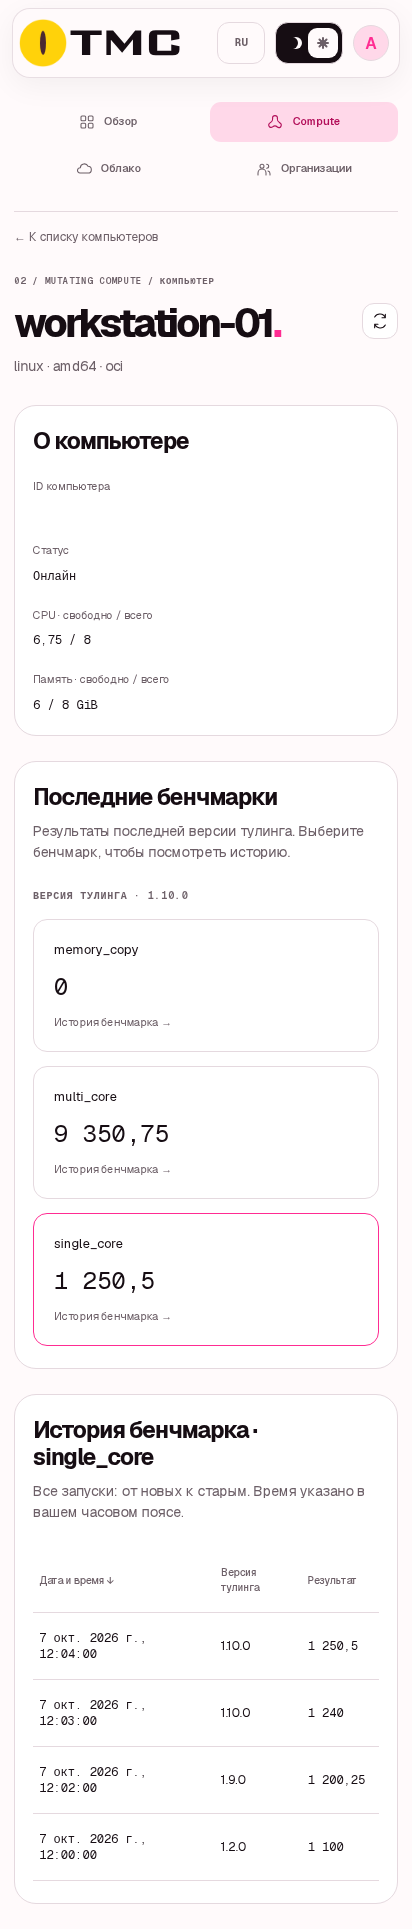 TMC
RU
A
Обзор
Compute
Облако
Организации
← К списку компьютеров
02 / MUTATING COMPUTE / КОМПЬЮТЕР
workstation-01.
linux · amd64 · oci
О компьютере
ID компьютера
Статус
Онлайн
CPU · свободно / всего
6,75 / 8
Память · свободно / всего
6 / 8 GiB
Последние бенчмарки
Результаты последней версии тулинга. Выберите
бенчмарк, чтобы посмотреть историю.
ВЕРСИЯ ТУЛИНГА · 1.10.0
memory_copy
0
История бенчмарка →
multi_core
9 350,75
История бенчмарка →
single_core
1 250,5
История бенчмарка →
История бенчмарка ·
single_core
Все запуски: от новых к старым. Время указано в
вашем часовом поясе.
Дата и время ↓
Версия
тулинга
Результат
7 окт. 2026 г.,
12:04:00
1.10.0
1 250,5
7 окт. 2026 г.,
12:03:00
1.10.0
1 240
7 окт. 2026 г.,
12:02:00
1.9.0
1 200,25
7 окт. 2026 г.,
12:00:00
1.2.0
1 100